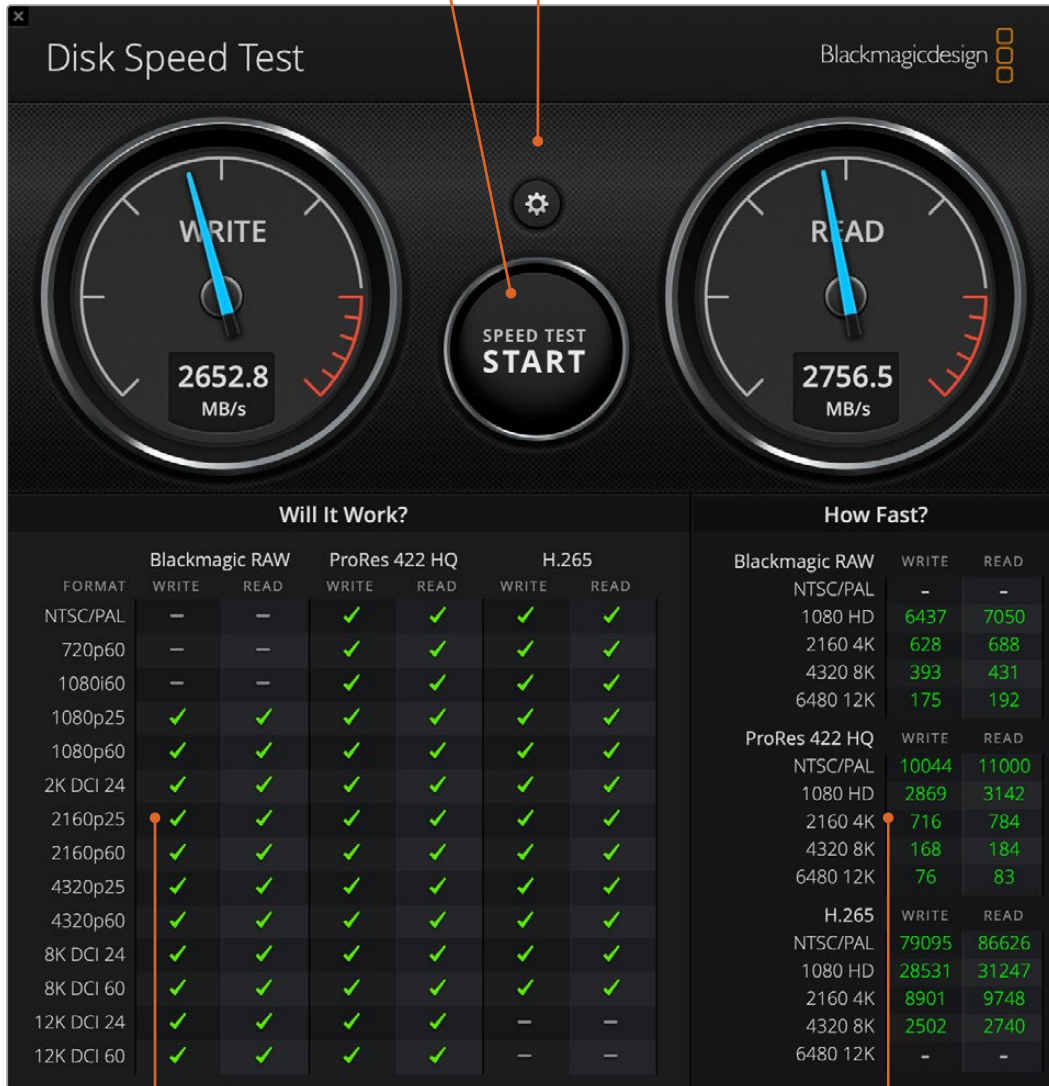 Disk Speed Test
Blackmagicdesign
WRITE
2652.8
MB/s
SPEED TEST
START
READ
2756.5
MB/s
Will It Work?
Blackmagic RAW ProRes 422 HQ H.265
FORMAT WRITE READ WRITE READ WRITE READ
NTSC/PAL – – ✓ ✓ ✓ ✓
720p60 – – ✓ ✓ ✓ ✓
1080i60 – – ✓ ✓ ✓ ✓
1080p25 ✓ ✓ ✓ ✓ ✓ ✓
1080p60 ✓ ✓ ✓ ✓ ✓ ✓
2K DCI 24 ✓ ✓ ✓ ✓ ✓ ✓
2160p25 ✓ ✓ ✓ ✓ ✓ ✓
2160p60 ✓ ✓ ✓ ✓ ✓ ✓
4320p25 ✓ ✓ ✓ ✓ ✓ ✓
4320p60 ✓ ✓ ✓ ✓ ✓ ✓
8K DCI 24 ✓ ✓ ✓ ✓ ✓ ✓
8K DCI 60 ✓ ✓ ✓ ✓ ✓ ✓
12K DCI 24 ✓ ✓ ✓ ✓ – –
12K DCI 60 ✓ ✓ ✓ ✓ – –
How Fast?
Blackmagic RAW WRITE READ
NTSC/PAL - -
1080 HD 6437 7050
2160 4K 628 688
4320 8K 393 431
6480 12K 175 192
ProRes 422 HQ WRITE READ
NTSC/PAL 10044 11000
1080 HD 2869 3142
2160 4K 716 784
4320 8K 168 184
6480 12K 76 83
H.265 WRITE READ
NTSC/PAL 79095 86626
1080 HD 28531 31247
2160 4K 8901 9748
4320 8K 2502 2740
6480 12K - -